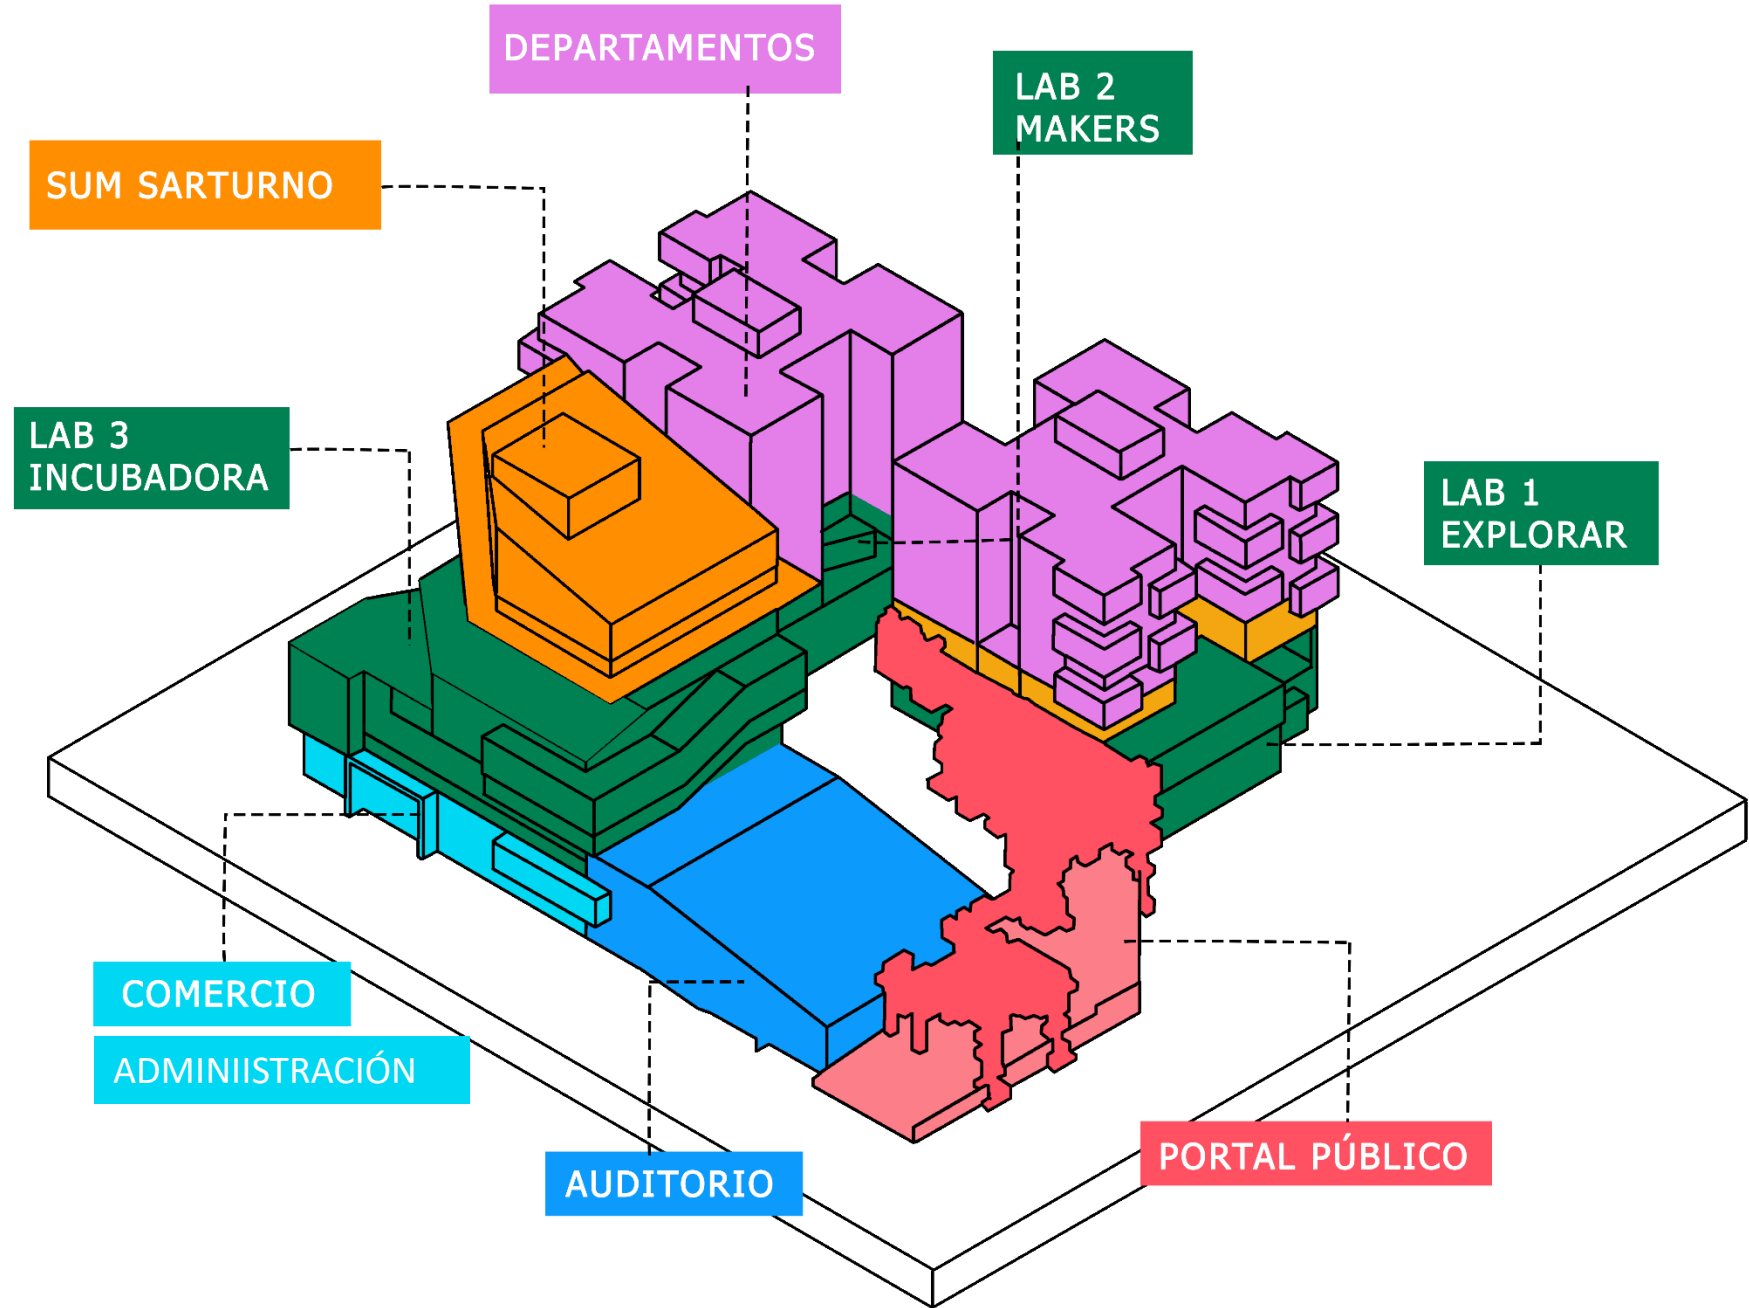 DEPARTAMENTOS
LAB 2
MAKERS
SUM SARTURNO
LAB 3
INCUBADORA
LAB 1
EXPLORAR
COMERCIO
ADMINIISTRACIÓN
AUDITORIO
PORTAL PÚBLICO